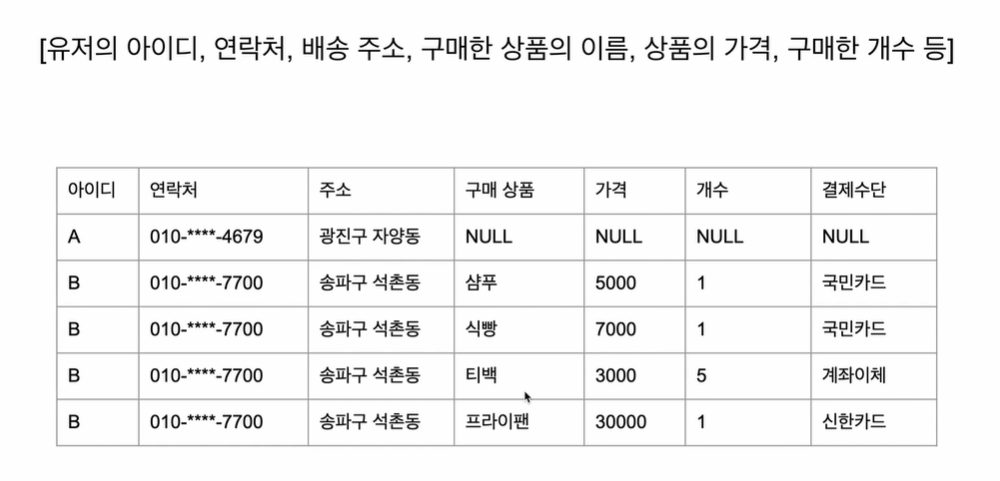 [유저의 아이디, 연락처, 배송 주소, 구매한 상품의 이름, 상품의 가격, 구매한 개수 등]
아이디 연락처 주소 구매 상품 가격 개수 결제수단
A 010-****-4679 광진구 자양동 NULL NULL NULL NULL
B 010-****-7700 송파구 석촌동 샴푸 5000 1 국민카드
B 010-****-7700 송파구 석촌동 식빵 7000 1 국민카드
B 010-****-7700 송파구 석촌동 티백 3000 5 계좌이체
B 010-****-7700 송파구 석촌동 프라이팬 30000 1 신한카드